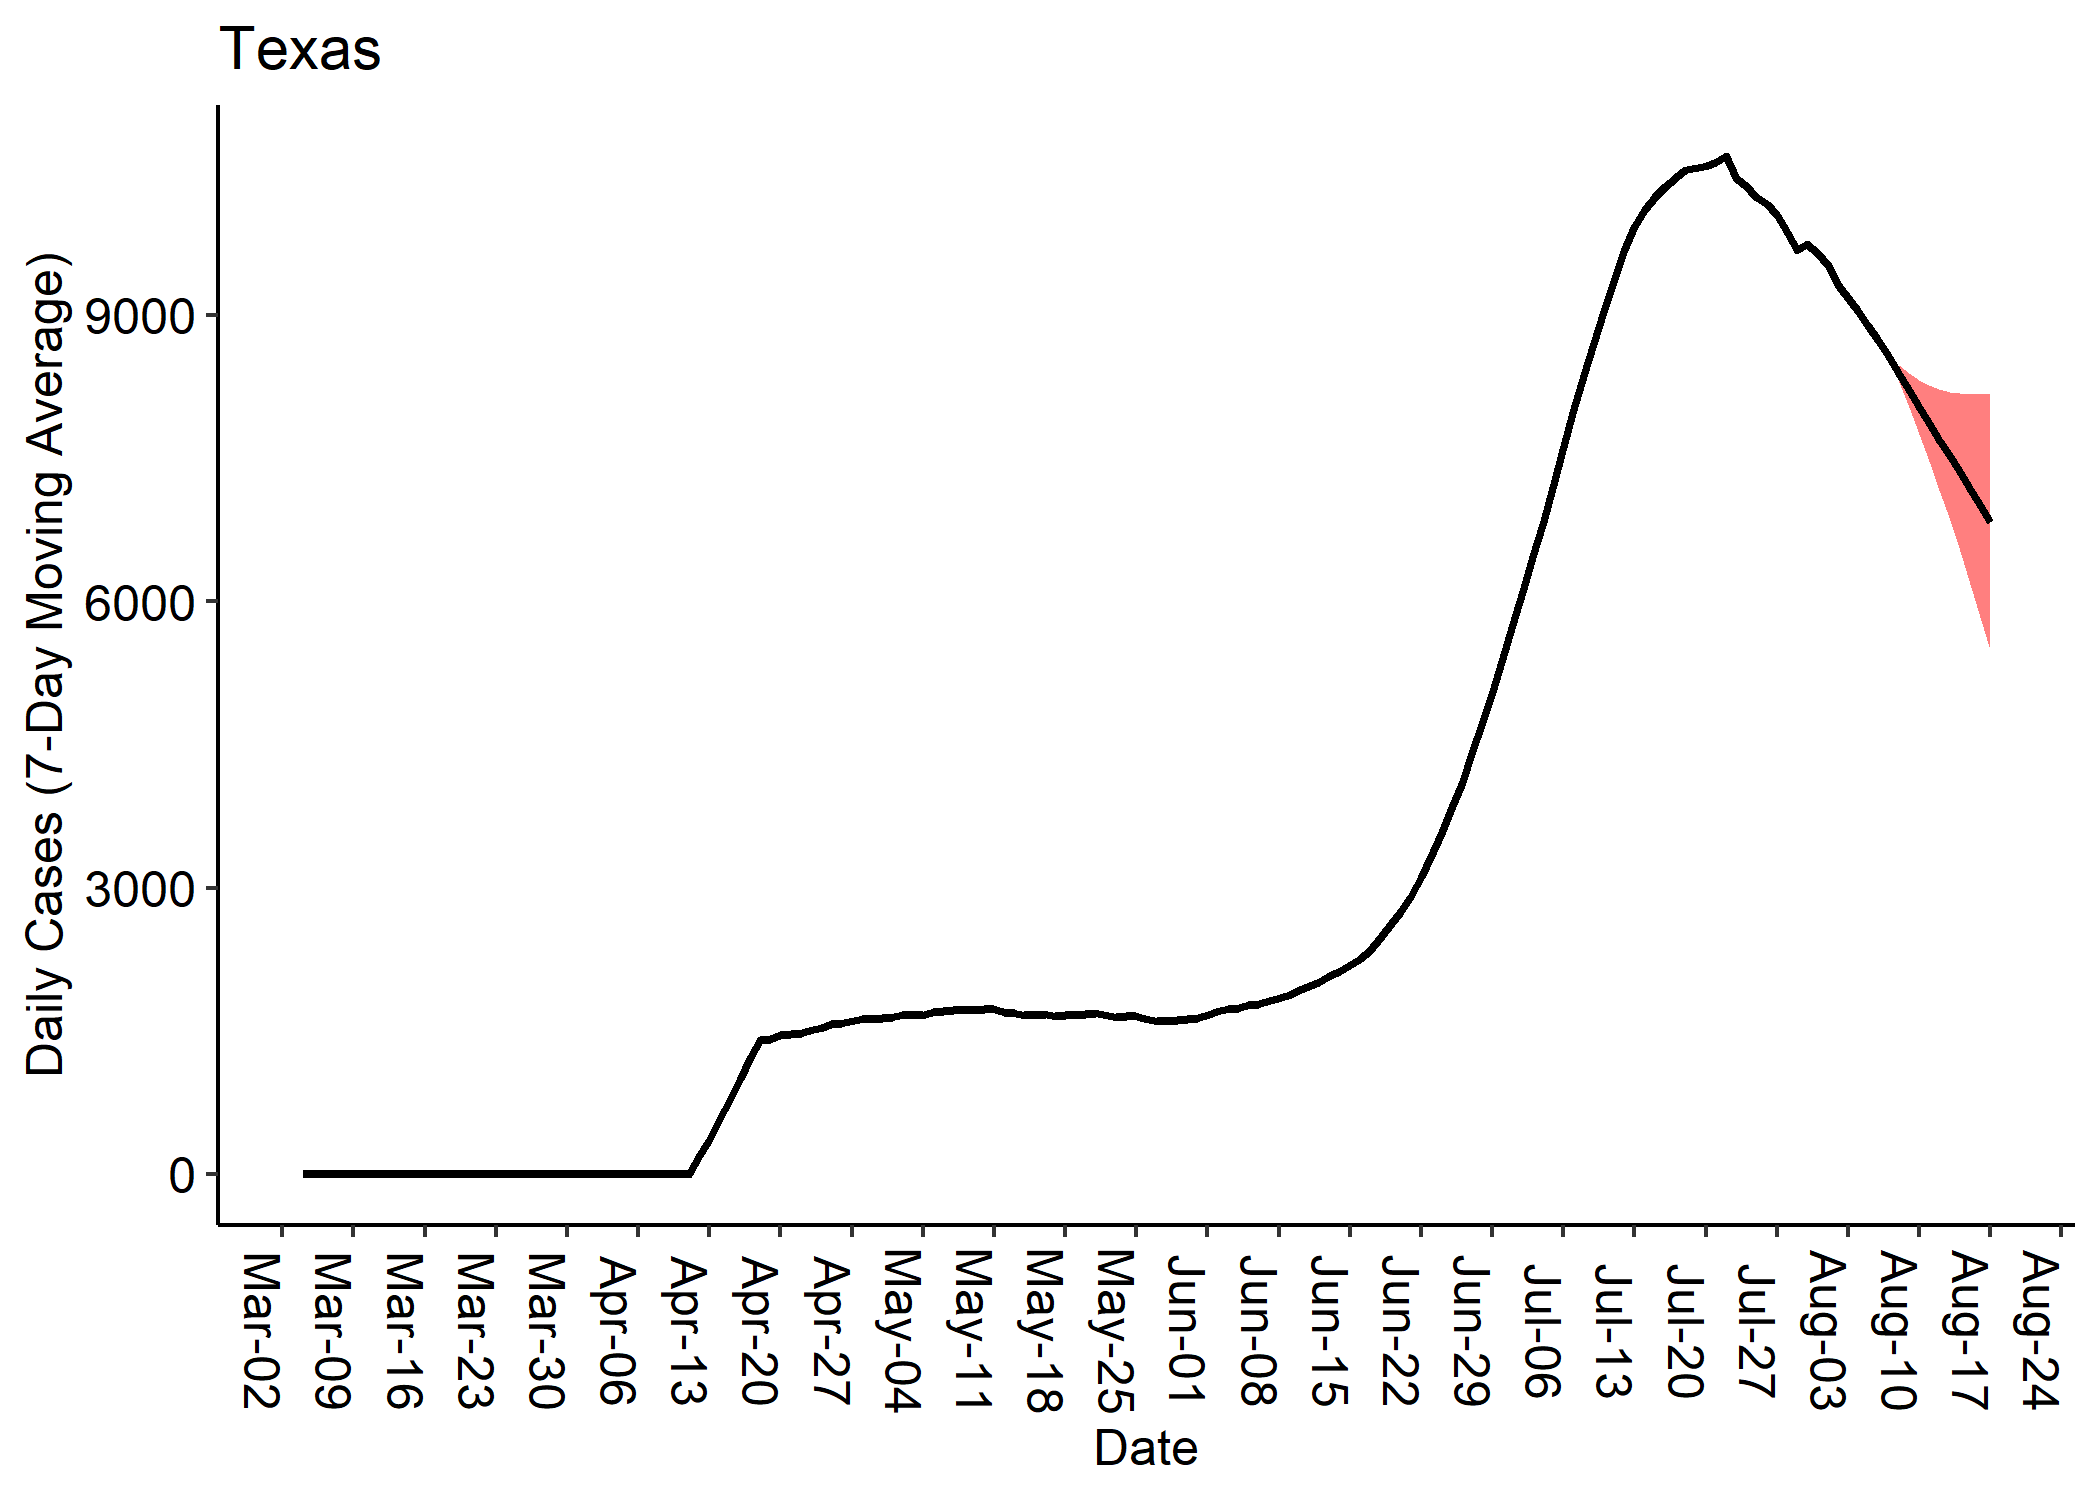 Texas
Daily Cases (7-Day Moving Average)
9000
6000
3000
0
Mar-02
Mar-09
Mar-16
Mar-23
Mar-30
Apr-06
Apr-13
Apr-20
Apr-27
May-04
May-11
May-18
May-25
Jun-01
Jun-08
Jun-15
Jun-22
Jun-29
Jul-06
Jul-13
Jul-20
Jul-27
Aug-03
Aug-10
Aug-17
Aug-24
Date